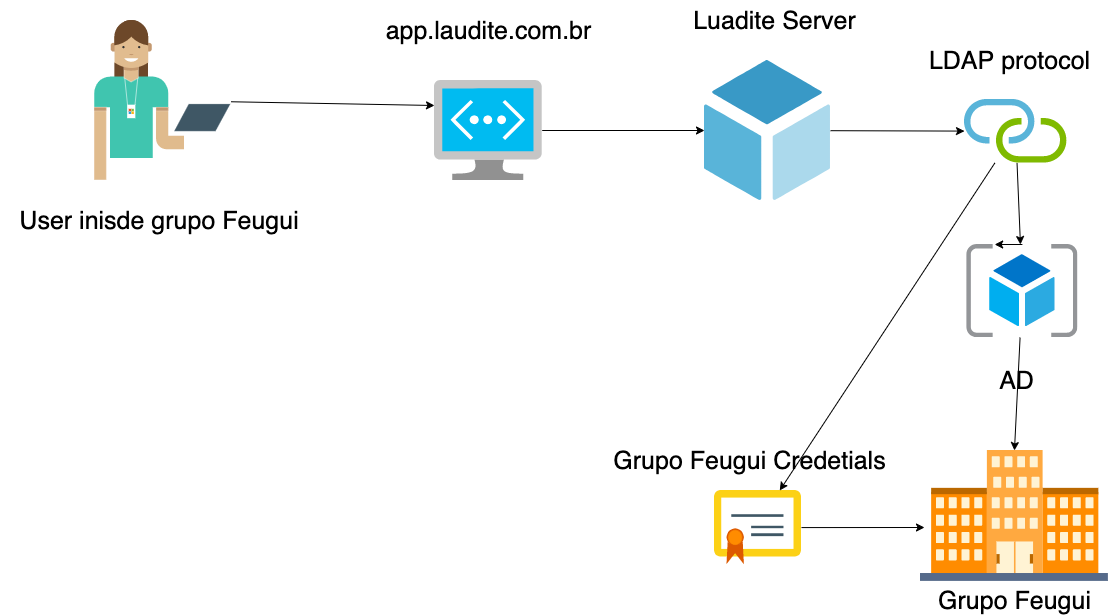 Luadite Server
app.laudite.com.br
LDAP protocol
User inisde grupo Feugui
AD
Grupo Feugui Credetials
Grupo Feugui